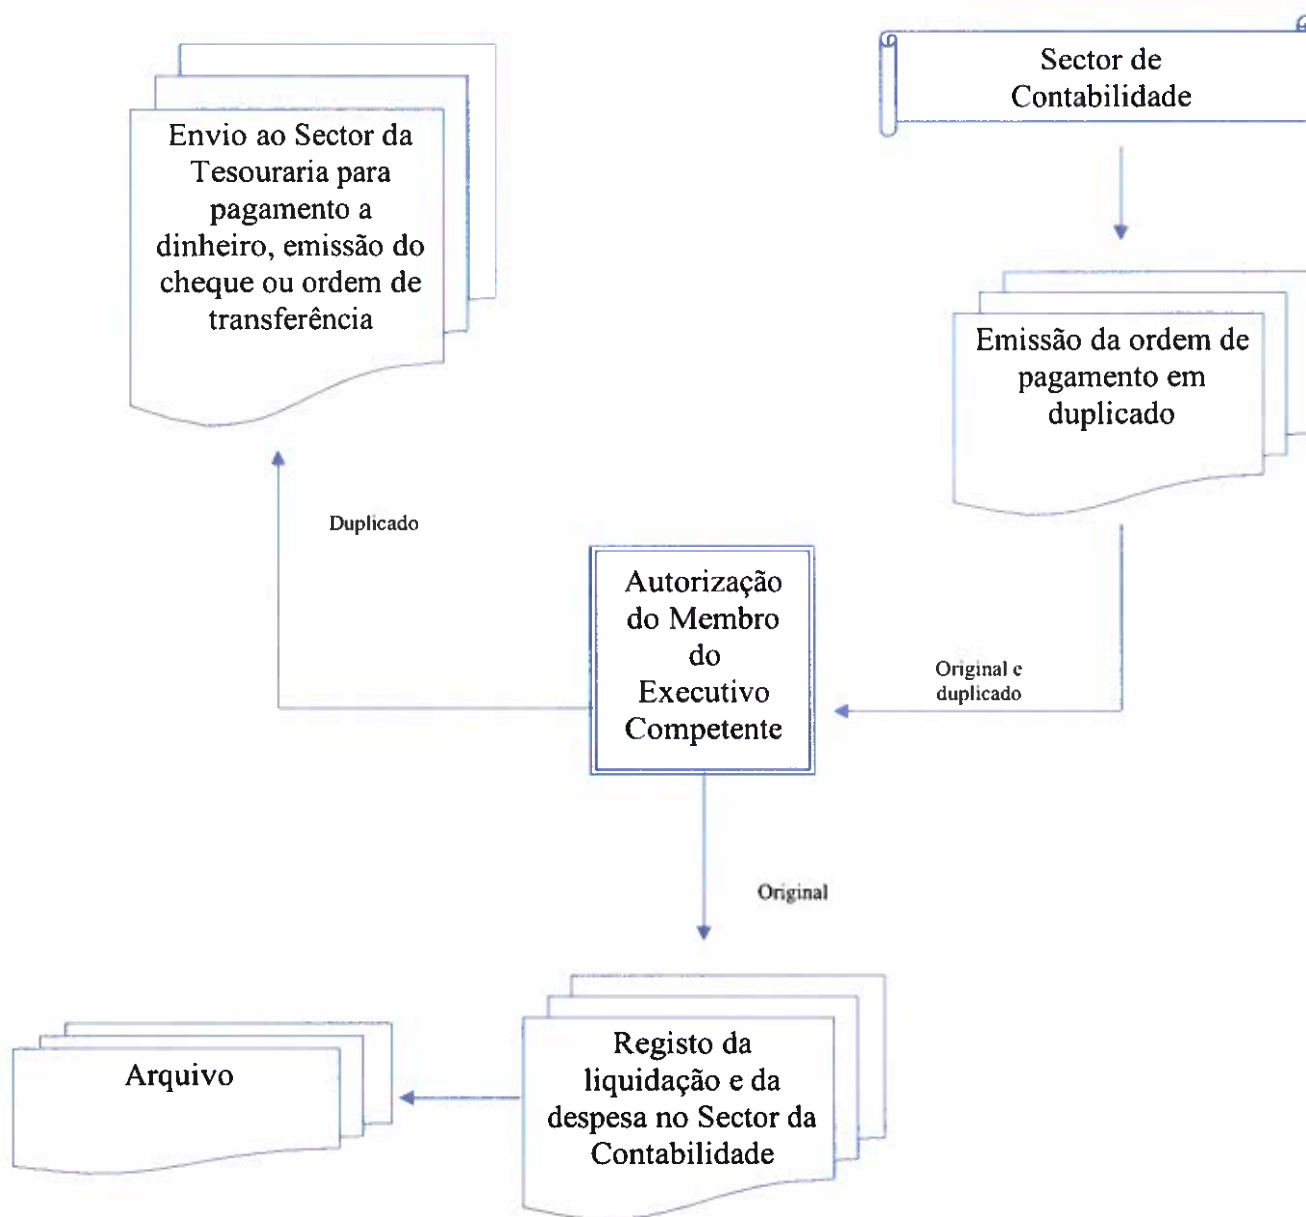 Sector de
Contabilidade
Envio ao Sector da
Tesouraria para
pagamento a
dinheiro, emissão do
cheque ou ordem de
transferência
Emissão da ordem de
pagamento em
duplicado
Duplicado
Autorização
do Membro
do
Executivo
Competente
Original e
duplicado
Original
Registo da
liquidação e da
despesa no Sector da
Contabilidade
Arquivo